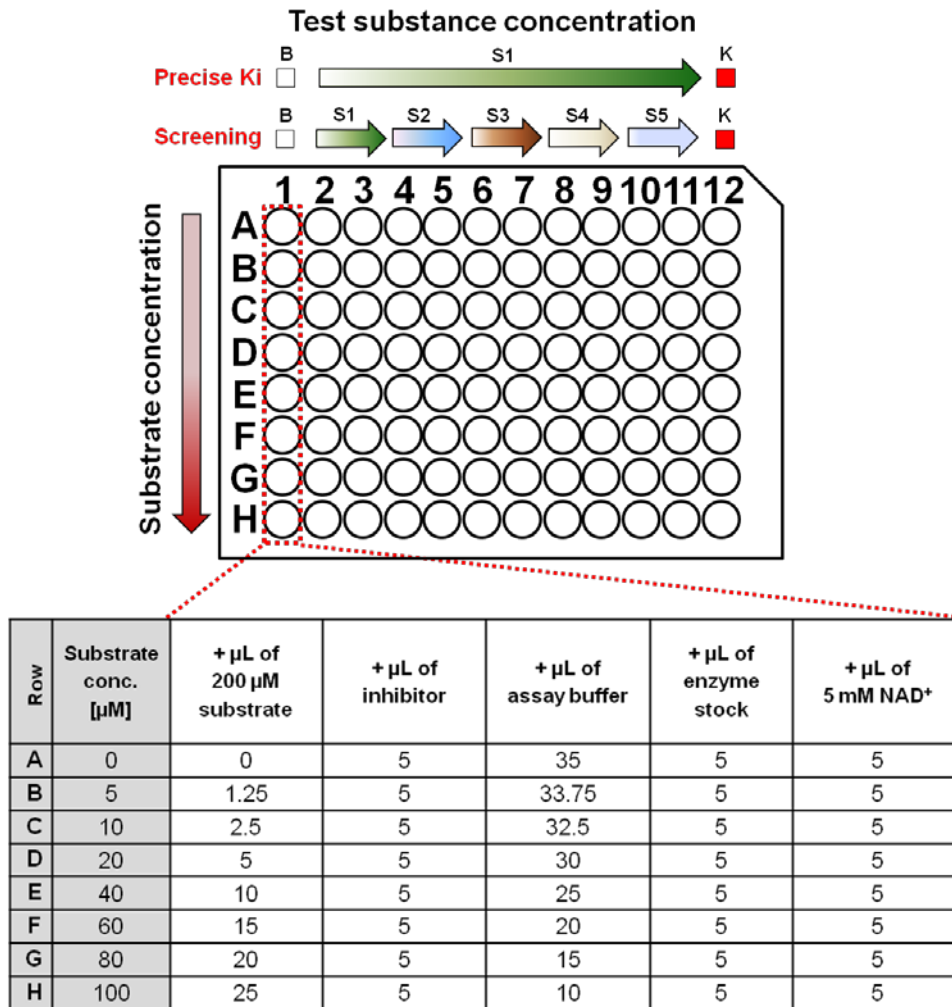 Test substance concentration
B S1 K
Precise Ki
B S1 S2 S3 S4 S5 K
Screening
1 2 3 4 5 6 7 8 9 10 11 12
Substrate concentration
A
B
C
D
E
F
G
H
Row Substrate conc. [µM] + µL of 200 µM substrate + µL of inhibitor + µL of assay buffer + µL of enzyme stock + µL of 5 mM NAD⁺
A 0 0 5 35 5 5
B 5 1.25 5 33.75 5 5
C 10 2.5 5 32.5 5 5
D 20 5 5 30 5 5
E 40 10 5 25 5 5
F 60 15 5 20 5 5
G 80 20 5 15 5 5
H 100 25 5 10 5 5